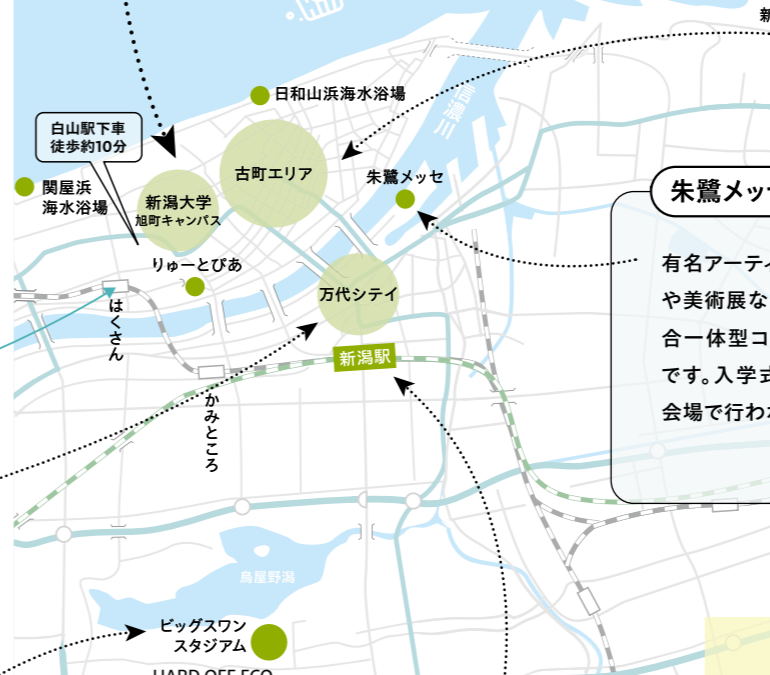 新
日和山浜海水浴場
信濃川
白山駅下車
徒歩約10分
古町エリア
朱鷺メッセ
関屋浜
海水浴場
新潟大学
旭町キャンパス
朱鷺メッ
りゅーとぴあ
有名アーテ
万代シテイ
や美術展な
はくさん
合一体型コ
新潟駅
です。入学式
かみところ
会場で行わ
鳥屋野潟
ビッグスワン
スタジアム
HARD OFF ECO